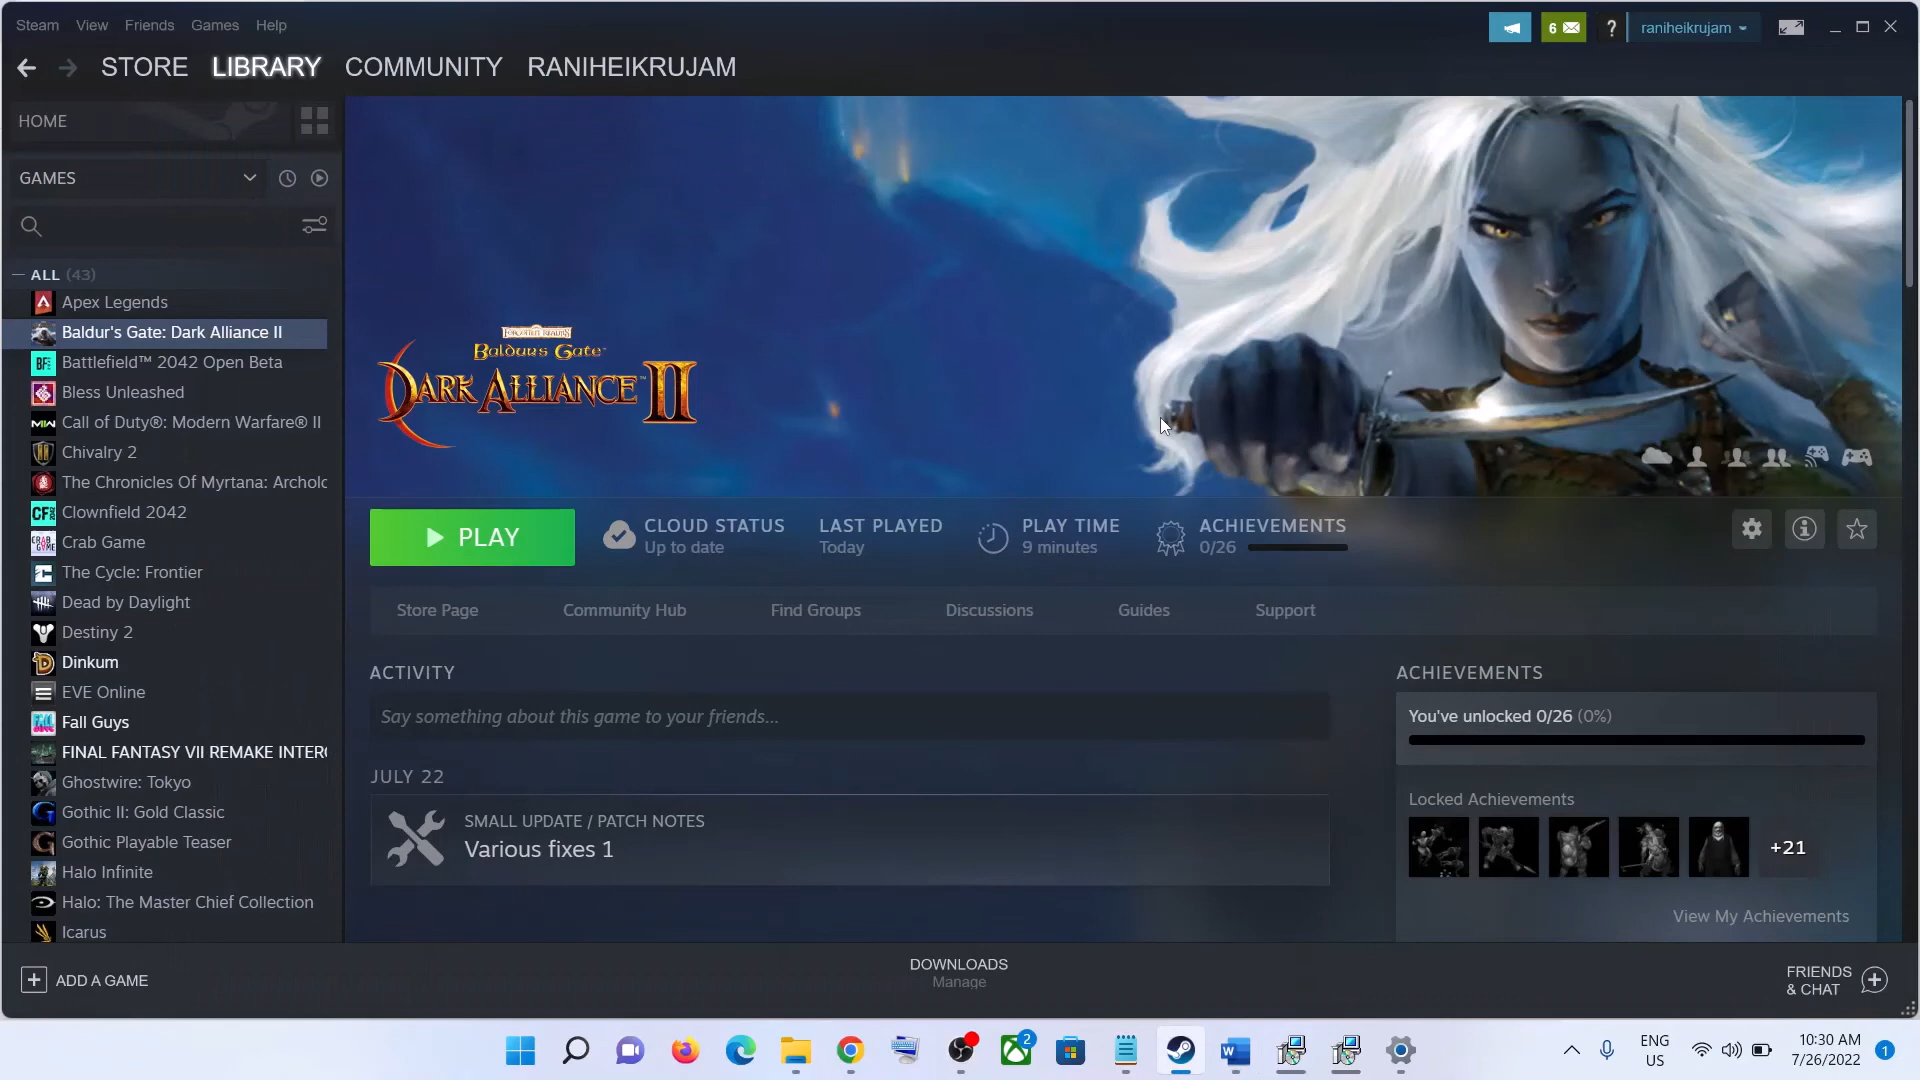 Steam View Friends Games Help
6
?
raniheikrujam
STORE LIBRARY COMMUNITY RANIHEIKRUJAM
HOME
GAMES
ALL (43)
Apex Legends
Baldur's Gate: Dark Alliance II
Battlefield™ 2042 Open Beta
Bless Unleashed
Call of Duty®: Modern Warfare® II
Chivalry 2
The Chronicles Of Myrtana: Archolo
Clownfield 2042
Crab Game
The Cycle: Frontier
Dead by Daylight
Destiny 2
Dinkum
EVE Online
Fall Guys
FINAL FANTASY VII REMAKE INTER
Ghostwire: Tokyo
Gothic II: Gold Classic
Gothic Playable Teaser
Halo Infinite
Halo: The Master Chief Collection
Icarus
ADD A GAME
FORGOTTEN REALMS
Baldur's Gate
DARK ALLIANCE II
PLAY
CLOUD STATUS
Up to date
LAST PLAYED
Today
PLAY TIME
9 minutes
ACHIEVEMENTS
0/26
Store Page Community Hub Find Groups Discussions Guides Support
ACTIVITY
Say something about this game to your friends...
JULY 22
SMALL UPDATE / PATCH NOTES
Various fixes 1
ACHIEVEMENTS
You've unlocked 0/26 (0%)
Locked Achievements
+21
View My Achievements
DOWNLOADS
Manage
FRIENDS
& CHAT
2
ENG
US
10:30 AM
7/26/2022
1